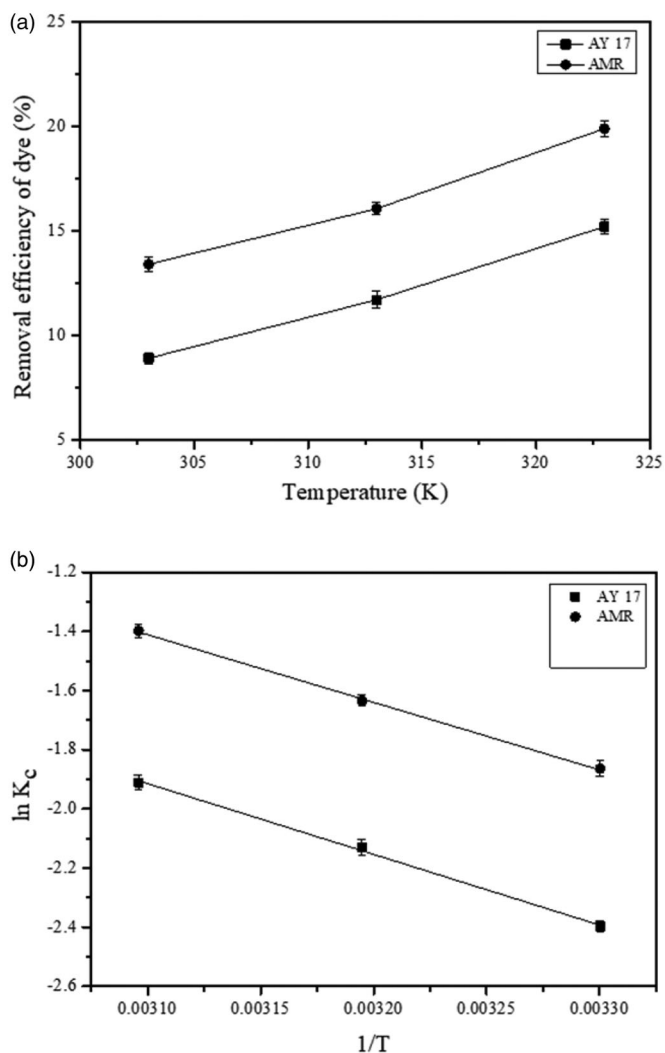 (a)
25
20
15
10
5
Removal efficiency of dye (%)
AY 17
AMR
300 305 310 315 320 325
Temperature (K)
(b)
-1.2
-1.4
-1.6
-1.8
-2.0
-2.2
-2.4
-2.6
ln Kc
AY 17
AMR
0.00310 0.00315 0.00320 0.00325 0.00330
1/T